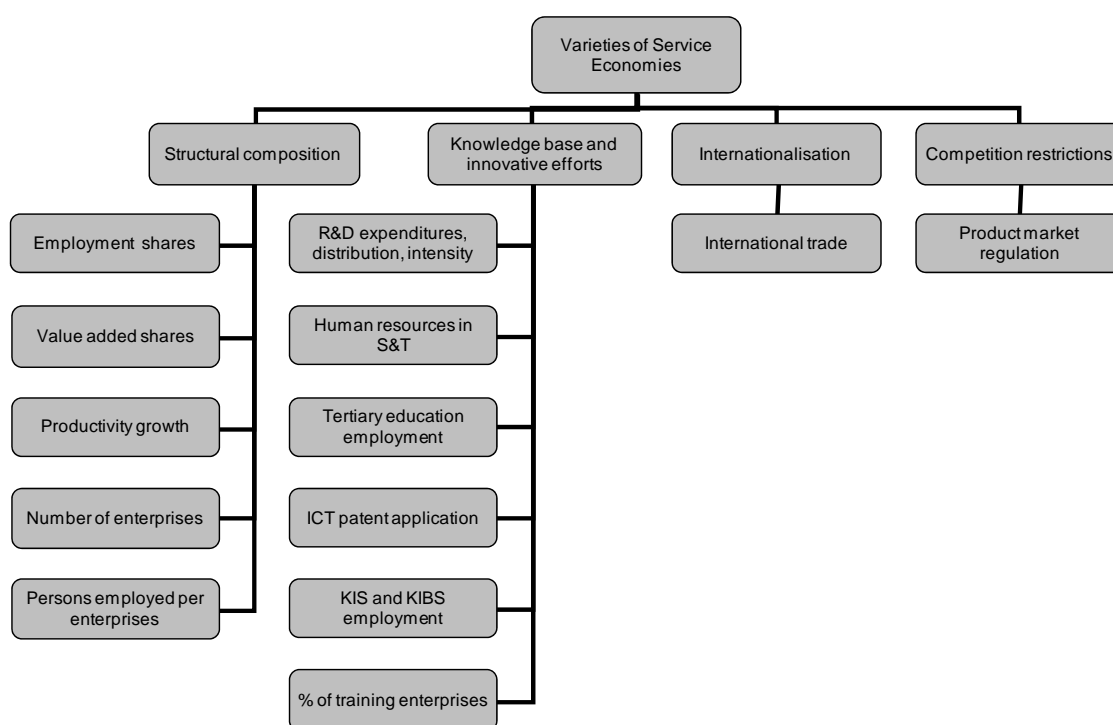 Varieties of Service
Economies
Structural composition
Knowledge base and
innovative efforts
Internationalisation
Competition restrictions
Employment shares
R&D expenditures,
distribution, intensity
International trade
Product market
regulation
Value added shares
Human resources in
S&T
Productivity growth
Tertiary education
employment
Number of enterprises
ICT patent application
Persons employed per
enterprises
KIS and KIBS
employment
% of training enterprises